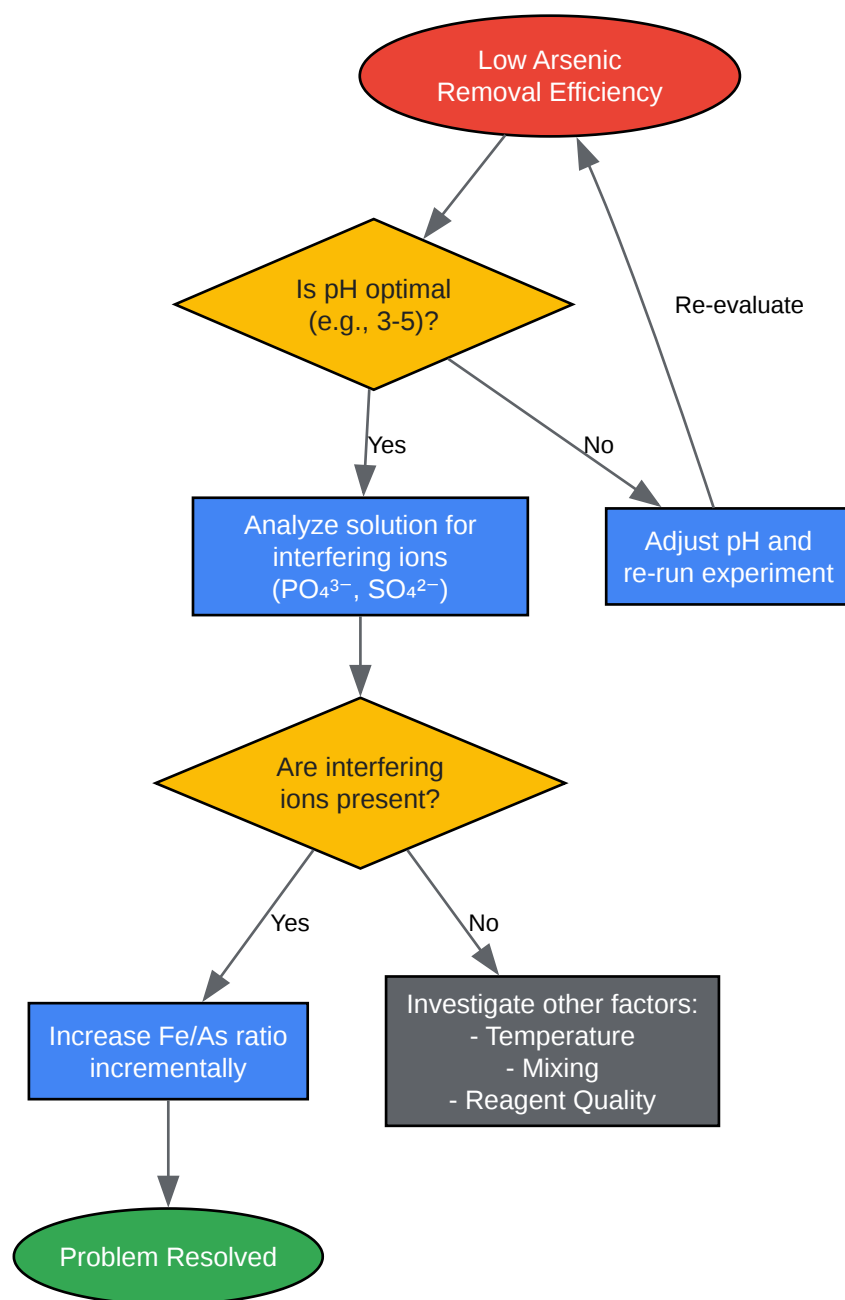 Low Arsenic
Removal Efficiency
Is pH optimal
(e.g., 3-5)?
Re-evaluate
Yes
No
Analyze solution for
interfering ions
(PO₄³⁻, SO₄²⁻)
Adjust pH and
re-run experiment
Are interfering
ions present?
Yes
No
Increase Fe/As ratio
incrementally
Investigate other factors:
- Temperature
- Mixing
- Reagent Quality
Problem Resolved